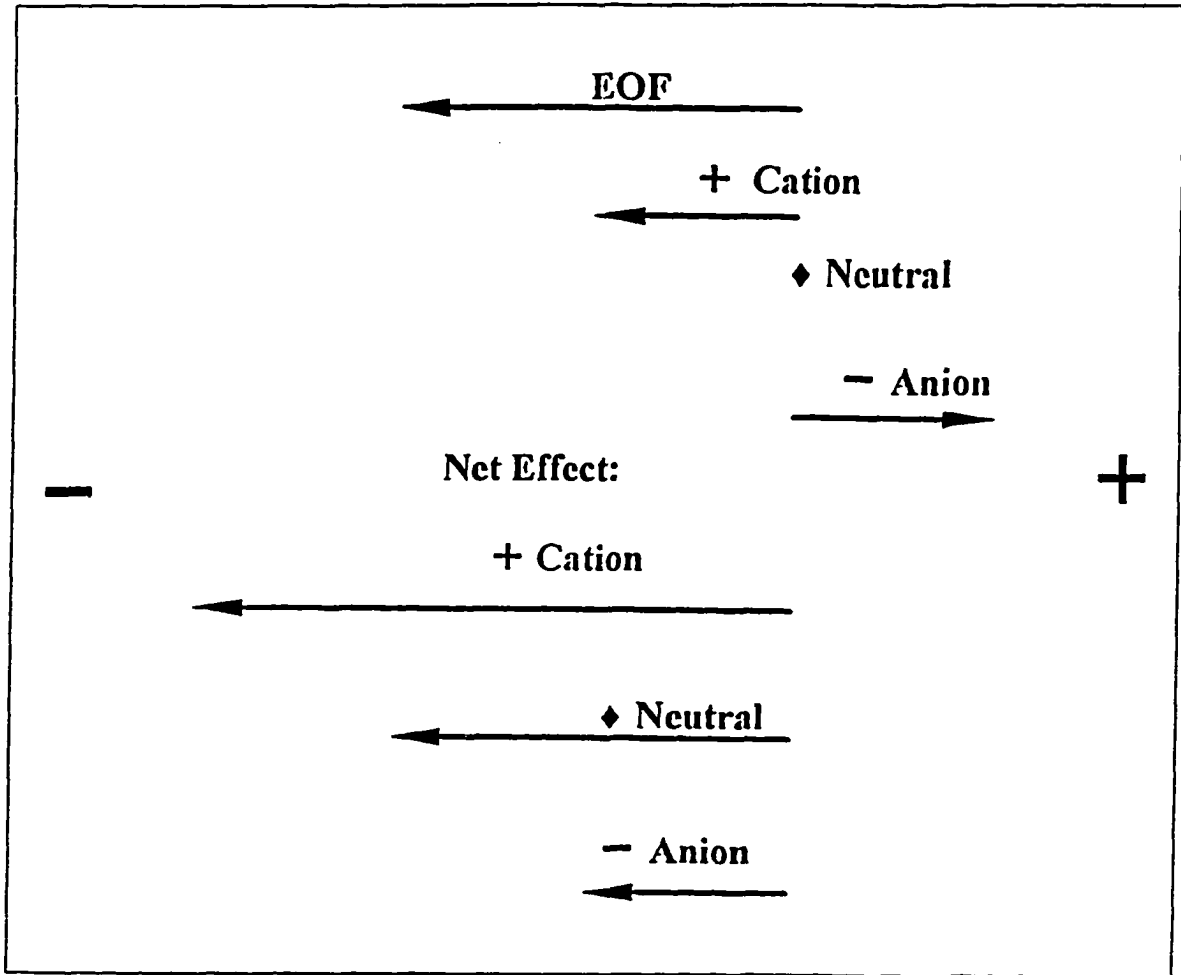 EOF
+ Cation
♦ Neutral
− Anion
Net Effect:
− +
+ Cation
♦ Neutral
− Anion